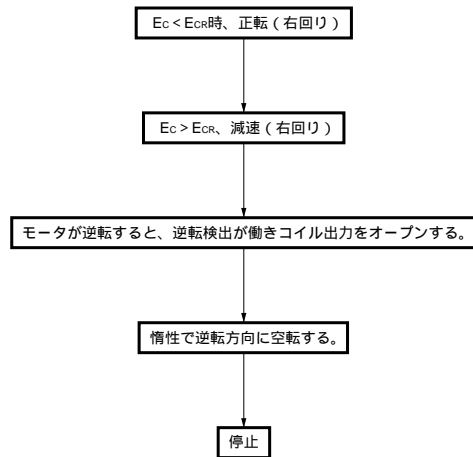 Ec<ECR時、正転(右回り)
Ec>ECR、減速(右回り)
モータが逆転すると、逆転検出が働きコイル出力をオープンする。
惰性で逆転方向に空転する。
停止